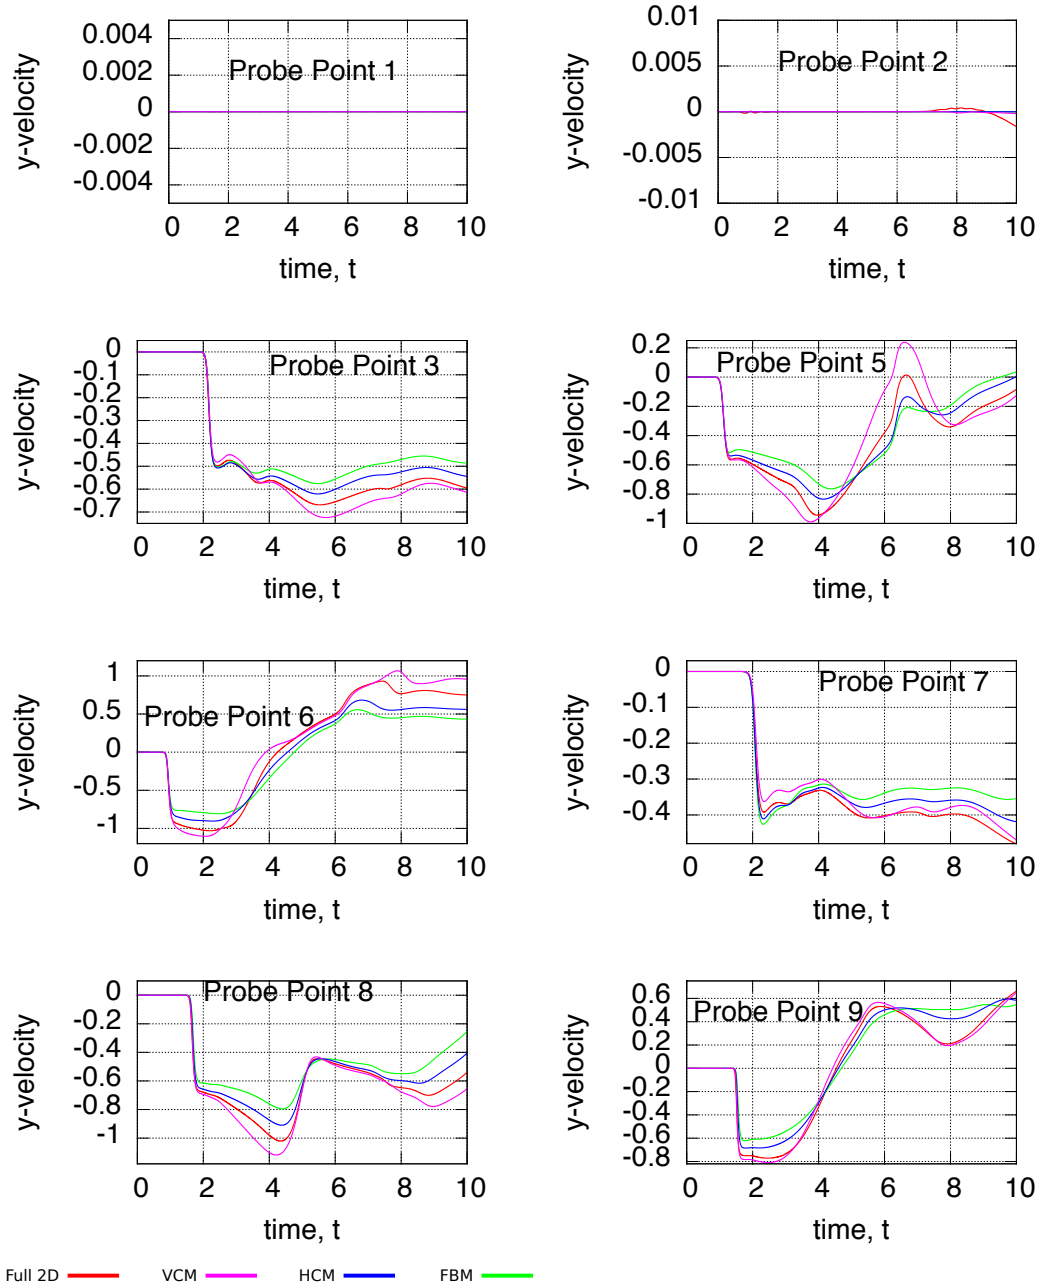 0.004
0.002
0
-0.002
-0.004
y-velocity
Probe Point 1
0 2 4 6 8 10
time, t
0.01
0.005
0
-0.005
-0.01
y-velocity
Probe Point 2
0 2 4 6 8 10
time, t
0
-0.1
-0.2
-0.3
-0.4
-0.5
-0.6
-0.7
y-velocity
Probe Point 3
0 2 4 6 8 10
time, t
0.2
0
-0.2
-0.4
-0.6
-0.8
-1
y-velocity
Probe Point 5
0 2 4 6 8 10
time, t
1
0.5
0
-0.5
-1
y-velocity
Probe Point 6
0 2 4 6 8 10
time, t
0
-0.1
-0.2
-0.3
-0.4
y-velocity
Probe Point 7
0 2 4 6 8 10
time, t
0
-0.2
-0.4
-0.6
-0.8
-1
y-velocity
Probe Point 8
0 2 4 6 8 10
time, t
0.6
0.4
0.2
0
-0.2
-0.4
-0.6
-0.8
y-velocity
Probe Point 9
0 2 4 6 8 10
time, t
Full 2D VCM HCM FBM